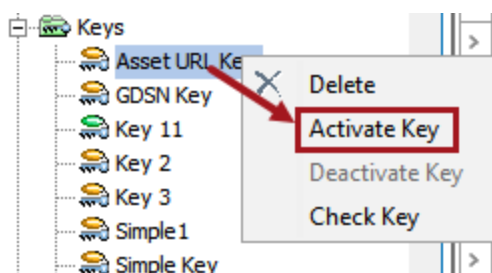 Keys
Asset URL Ke
Delete
GDSN Key
Key 11
Activate Key
Key 2
Deactivate Key
Key 3
Check Key
Simple1
Simple Key